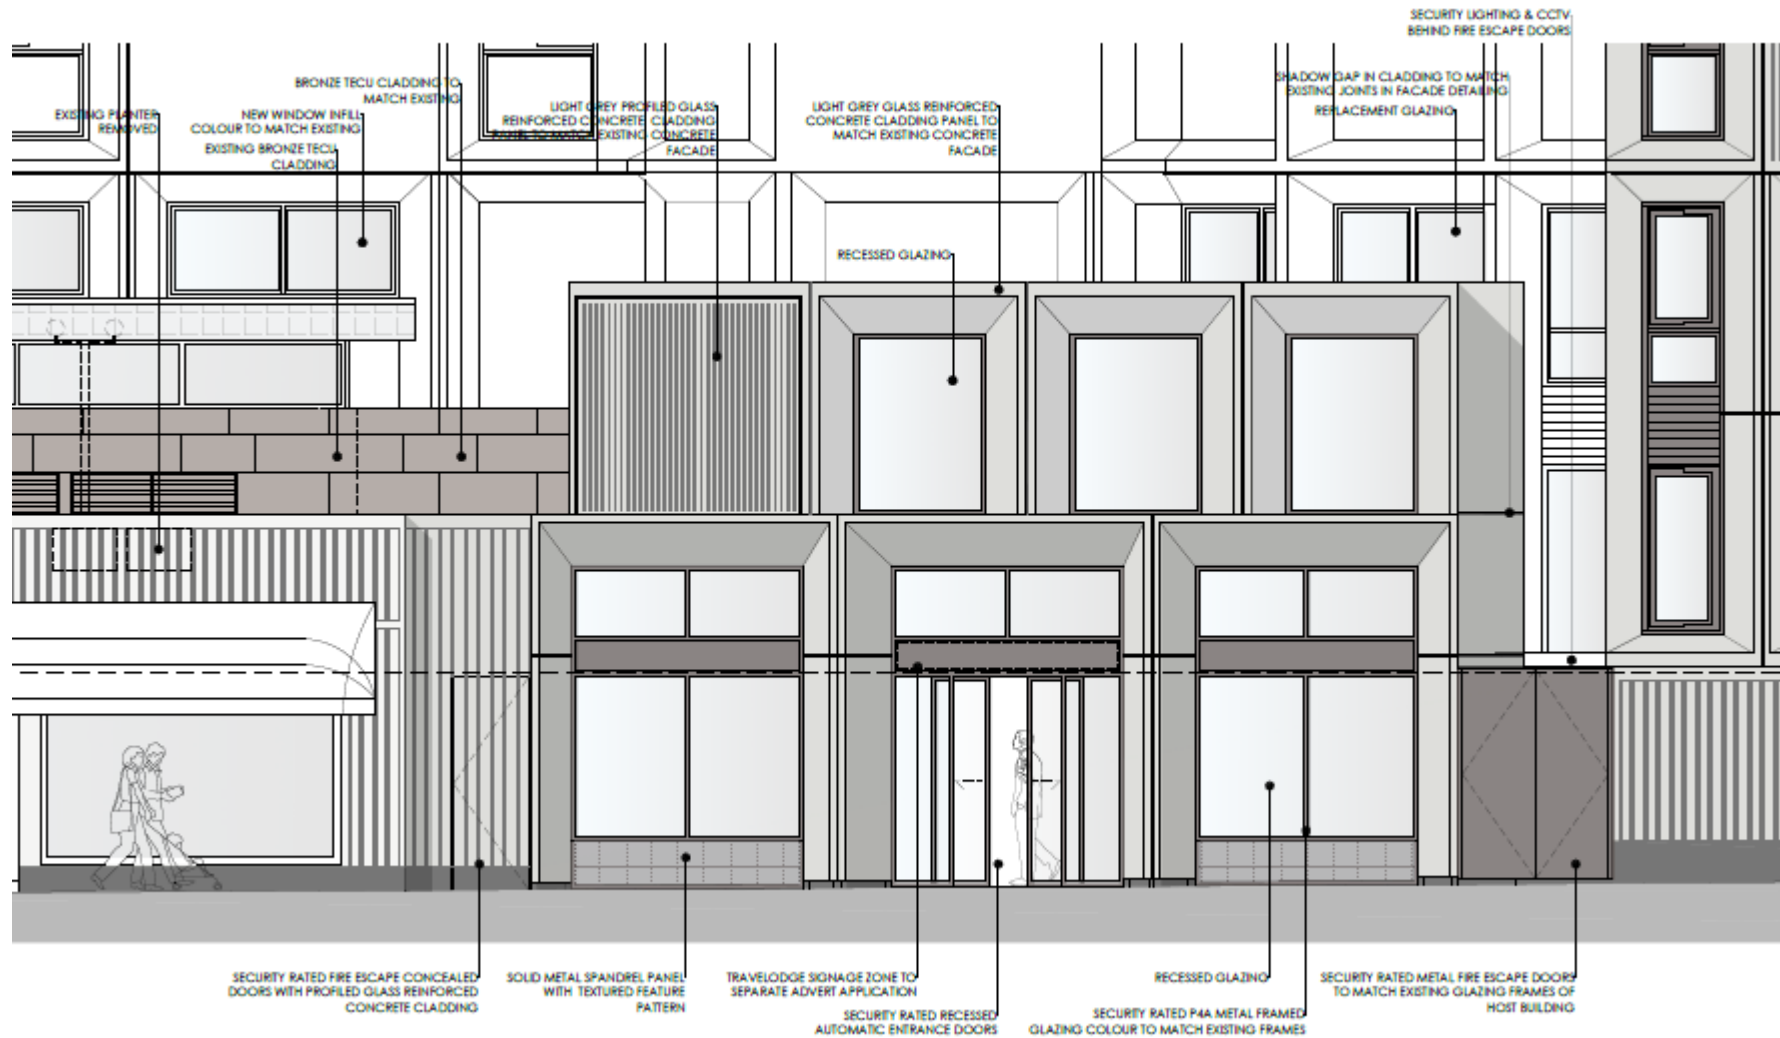 SECURITY LIGHTING & CCTV
BEHIND FIRE ESCAPE DOORS
BRONZE TECU CLADDING TO
MATCH EXISTING
SHADOW GAP IN CLADDING TO MATCH
EXISTING JOINTS IN FACADE DETAILING
EXISTING PLANTER
REMOVED
NEW WINDOW INFILL
COLOUR TO MATCH EXISTING
LIGHT GREY PROFILED GLASS
REINFORCED CONCRETE CLADDING
PANEL TO MATCH EXISTING CONCRETE
FACADE
LIGHT GREY GLASS REINFORCED
CONCRETE CLADDING PANEL TO
MATCH EXISTING CONCRETE
FACADE
REPLACEMENT GLAZING
EXISTING BRONZE TECU
CLADDING
RECESSED GLAZING
SECURITY RATED FIRE ESCAPE CONCEALED
DOORS WITH PROFILED GLASS REINFORCED
CONCRETE CLADDING
SOLID METAL SPANDREL PANEL
WITH TEXTURED FEATURE
PATTERN
TRAVELODGE SIGNAGE ZONE TO
SEPARATE ADVERT APPLICATION
SECURITY RATED RECESSED
AUTOMATIC ENTRANCE DOORS
RECESSED GLAZING
SECURITY RATED P4A METAL FRAMED
GLAZING COLOUR TO MATCH EXISTING FRAMES
SECURITY RATED METAL FIRE ESCAPE DOORS
TO MATCH EXISTING GLAZING FRAMES OF
HOST BUILDING